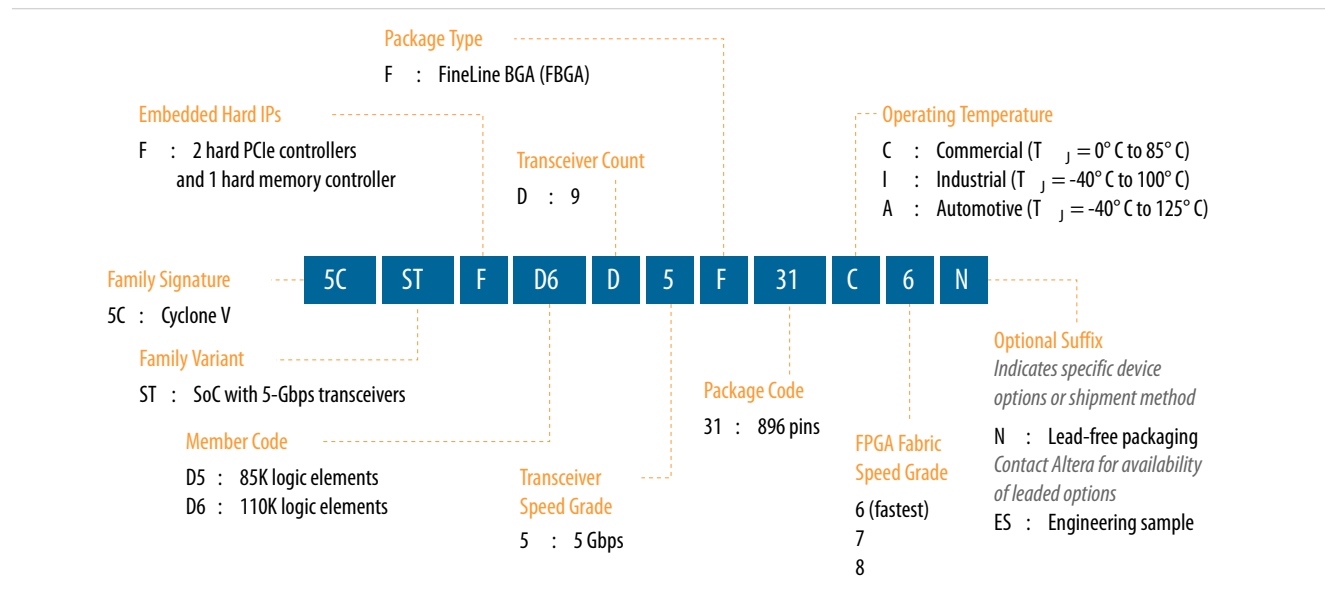 Package Type
F : FineLine BGA (FBGA)
Embedded Hard IPs
F : 2 hard PCIe controllers
and 1 hard memory controller
Transceiver Count
D : 9
Operating Temperature
C : Commercial (T J = 0° C to 85° C)
I : Industrial (T J = -40° C to 100° C)
A : Automotive (T J = -40° C to 125° C)
Family Signature
5C : Cyclone V
5C ST F D6 D 5 F 31 C 6 N
Family Variant
ST : SoC with 5-Gbps transceivers
Member Code
D5 : 85K logic elements
D6 : 110K logic elements
Transceiver
Speed Grade
5 : 5 Gbps
Package Code
31 : 896 pins
FPGA Fabric
Speed Grade
6 (fastest)
7
8
Optional Suffix
Indicates specific device
options or shipment method
N : Lead-free packaging
Contact Altera for availability
of leaded options
ES : Engineering sample